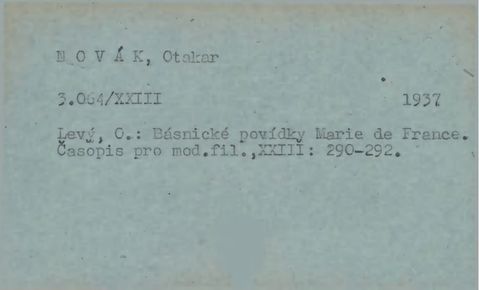 N O V Á K, Otakar
3.064/XXIII 1937
Levý, O.: Básnické povídky Marie de France.
Časopis pro mod.fil.,XXIII: 290-292.